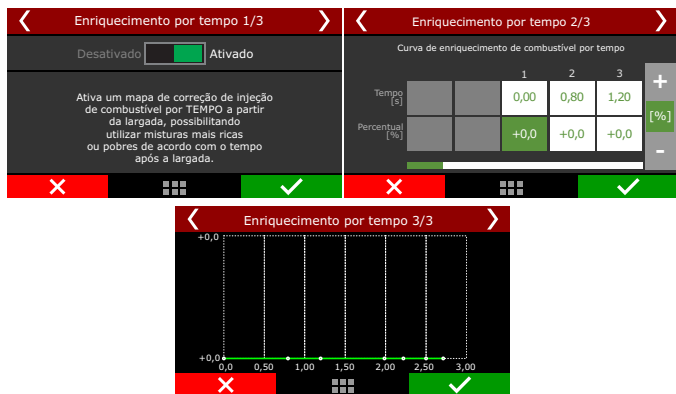 Enriquecimento por tempo 1/3
Desativado Ativado
Ativa um mapa de correção de injeção
de combustível por TEMPO a partir
da largada, possibilitando
utilizar misturas mais ricas
ou pobres de acordo com o tempo
após a largada.
Enriquecimento por tempo 2/3
Curva de enriquecimento de combustível por tempo
1 2 3
Tempo
[s]
0,00 0,80 1,20
Percentual
[%]
+0,0 +0,0 +0,0
+
[%]
-
Enriquecimento por tempo 3/3
+0,0
+0,0
0,0 0,50 1,00 1,50 2,00 2,50 3,00